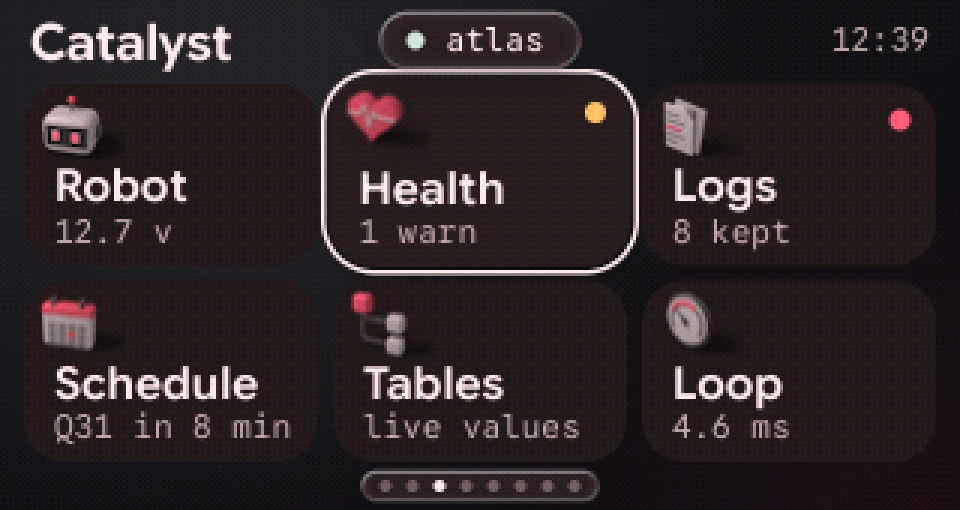 Catalyst
atlas
12:39
Robot
12.7 v
Health
1 warn
Logs
8 kept
Schedule
Q31 in 8 min
Tables
live values
Loop
4.6 ms